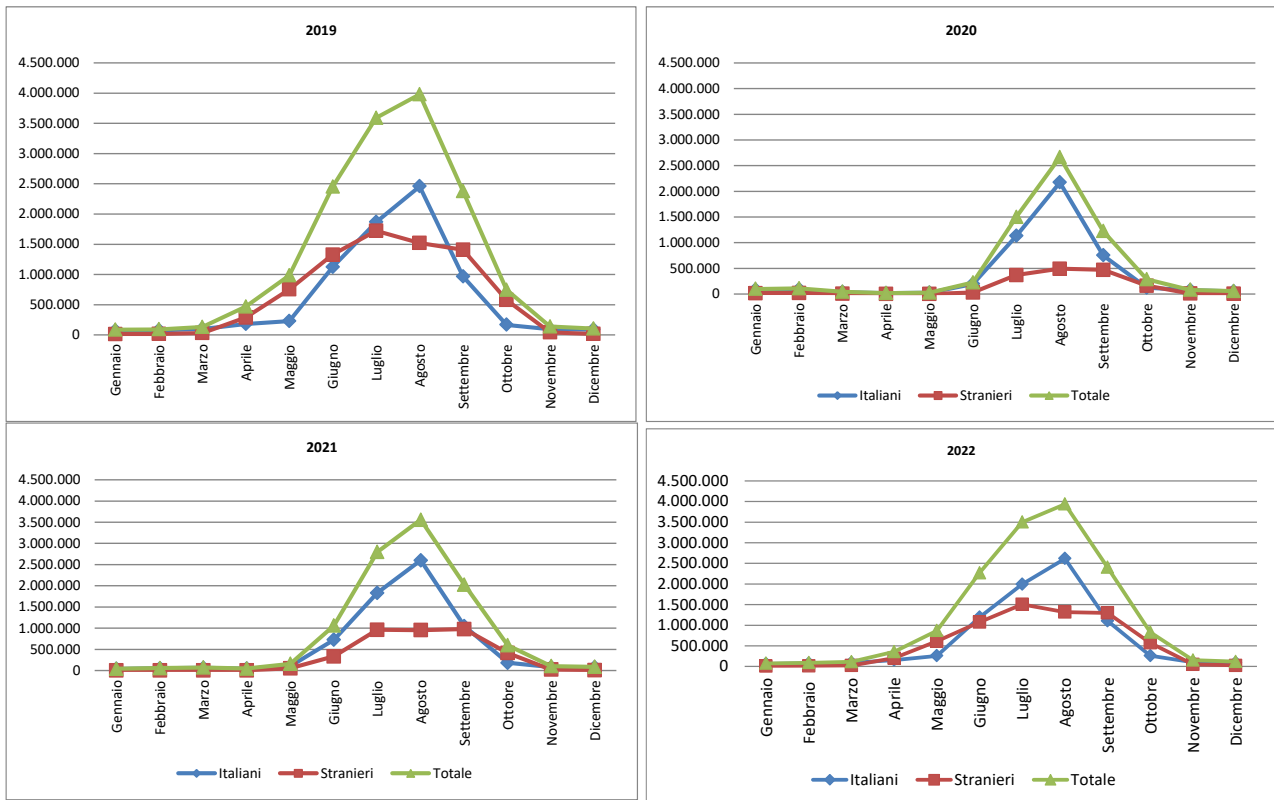 2019
4.500.000
4.000.000
3.500.000
3.000.000
2.500.000
2.000.000
1.500.000
1.000.000
500.000
0
Gennaio
Febbraio
Marzo
Aprile
Maggio
Giugno
Luglio
Agosto
Settembre
Ottobre
Novembre
Dicembre
2020
4.500.000
4.000.000
3.500.000
3.000.000
2.500.000
2.000.000
1.500.000
1.000.000
500.000
0
Gennaio
Febbraio
Marzo
Aprile
Maggio
Giugno
Luglio
Agosto
Settembre
Ottobre
Novembre
Dicembre
Italiani Stranieri Totale
2021
4.500.000
4.000.000
3.500.000
3.000.000
2.500.000
2.000.000
1.500.000
1.000.000
500.000
0
Gennaio
Febbraio
Marzo
Aprile
Maggio
Giugno
Luglio
Agosto
Settembre
Ottobre
Novembre
Dicembre
Italiani Stranieri Totale
2022
4.500.000
4.000.000
3.500.000
3.000.000
2.500.000
2.000.000
1.500.000
1.000.000
500.000
0
Gennaio
Febbraio
Marzo
Aprile
Maggio
Giugno
Luglio
Agosto
Settembre
Ottobre
Novembre
Dicembre
Italiani Stranieri Totale